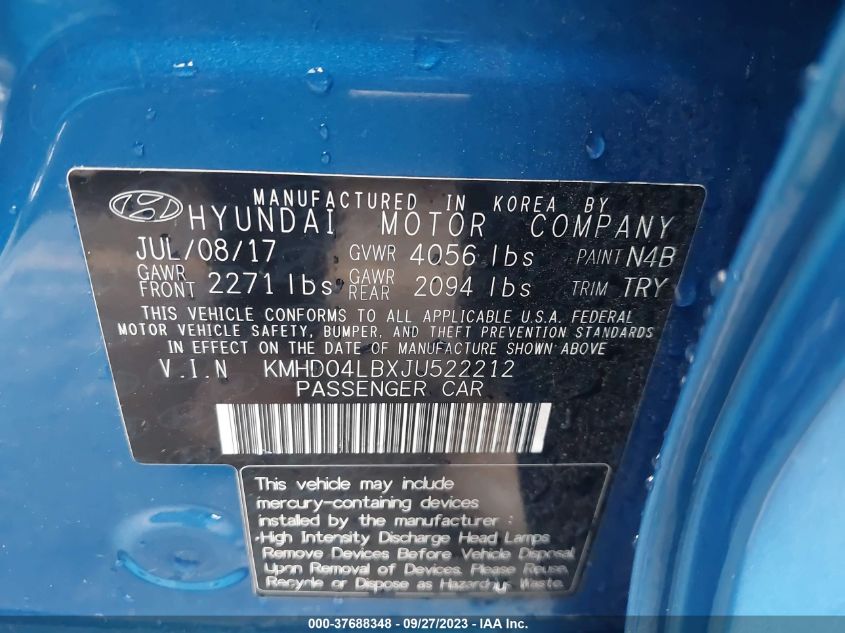 MANUFACTURED IN KOREA BY
HYUNDAI MOTOR COMPANY
JUL/08/17 GVWR 4056 lbs PAINT N4B
GAWR FRONT 2271 lbs GAWR REAR 2094 lbs TRIM TRY
THIS VEHICLE CONFORMS TO ALL APPLICABLE U.S.A. FEDERAL
MOTOR VEHICLE SAFETY, BUMPER, AND THEFT PREVENTION STANDARDS
IN EFFECT ON THE DATE OF MANUFACTURE SHOWN ABOVE
V.I.N KMHD04LBXJU522212
PASSENGER CAR
This vehicle may include
mercury-containing devices
installed by the manufacturer :
-High Intensity Discharge Head Lamps
Remove Devices Before Vehicle Disposal
Upon Removal of Devices, Please Reuse,
Recycle or Dispose as Hazardous Waste.
000-37688348 - 09/27/2023 - IAA Inc.